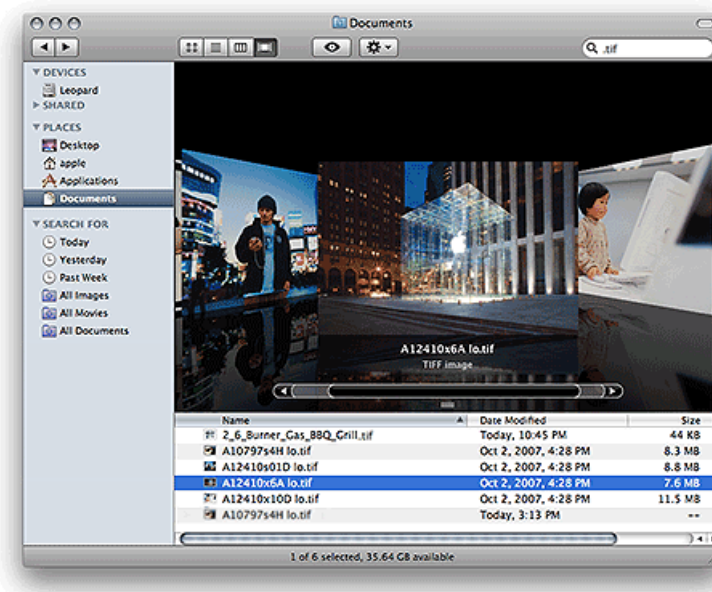 Documents
.tif
DEVICES
Leopard
SHARED
PLACES
Desktop
apple
Applications
Documents
SEARCH FOR
Today
Yesterday
Past Week
All Images
All Movies
All Documents
A12410x6A lo.tif
TIFF image
Name Date Modified Size
2_6_Burner_Gas_BBQ_Grill.tif Today, 10:45 PM 44 KB
A10797s4H lo.tif Oct 2, 2007, 4:28 PM 8.3 MB
A12410s01D lo.tif Oct 2, 2007, 4:28 PM 8.8 MB
A12410x6A lo.tif Oct 2, 2007, 4:28 PM 7.6 MB
A12410x10D lo.tif Oct 2, 2007, 4:28 PM 11.5 MB
A10797s4H lo.tif Today, 3:13 PM --
1 of 6 selected, 35.64 GB available